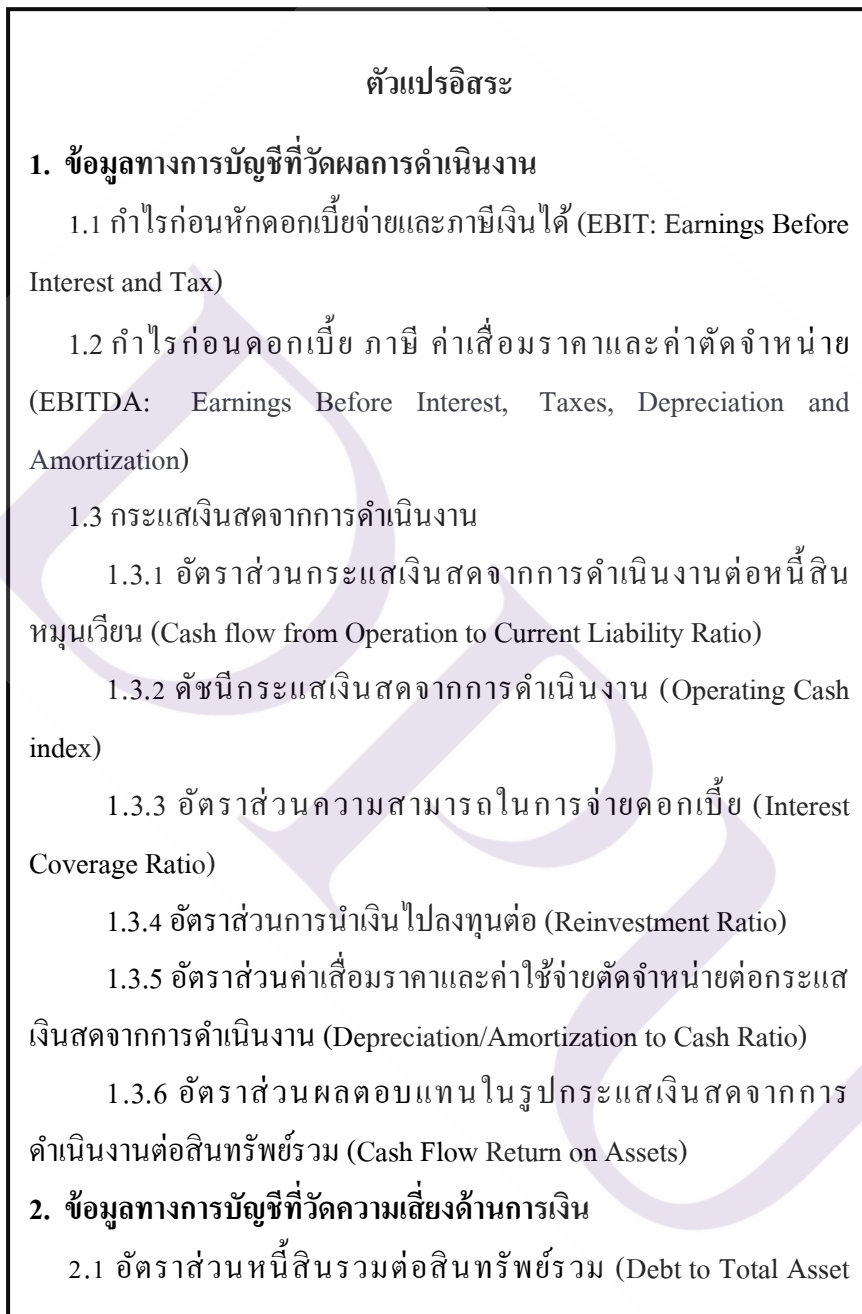 ตัวแปรอิสระ
1. ข้อมูลทางการบัญชีที่วัดผลการดำเนินงาน
1.1 กำไรก่อนหักดอกเบี้ยจ่ายและภาษีเงินได้ (EBIT: Earnings Before
Interest and Tax)
1.2 กำไรก่อนดอกเบี้ย ภาษี ค่าเสื่อมราคาและค่าตัดจำหน่าย
(EBITDA: Earnings Before Interest, Taxes, Depreciation and
Amortization)
1.3 กระแสเงินสดจากการดำเนินงาน
1.3.1 อัตราส่วนกระแสเงินสดจากการดำเนินงานต่อหนี้สิน
หมุนเวียน (Cash flow from Operation to Current Liability Ratio)
1.3.2 ดัชนีกระแสเงินสดจากการดำเนินงาน (Operating Cash
index)
1.3.3 อัตราส่วนความสามารถในการจ่ายดอกเบี้ย (Interest
Coverage Ratio)
1.3.4 อัตราส่วนการนำเงินไปลงทุนต่อ (Reinvestment Ratio)
1.3.5 อัตราส่วนค่าเสื่อมราคาและค่าใช้จ่ายตัดจำหน่ายต่อกระแส
เงินสดจากการดำเนินงาน (Depreciation/Amortization to Cash Ratio)
1.3.6 อัตราส่วนผลตอบแทนในรูปกระแสเงินสดจากการ
ดำเนินงานต่อสินทรัพย์รวม (Cash Flow Return on Assets)
2. ข้อมูลทางการบัญชีที่วัดความเสี่ยงด้านการเงิน
2.1 อัตราส่วนหนี้สินรวมต่อสินทรัพย์รวม (Debt to Total Asset
DPU